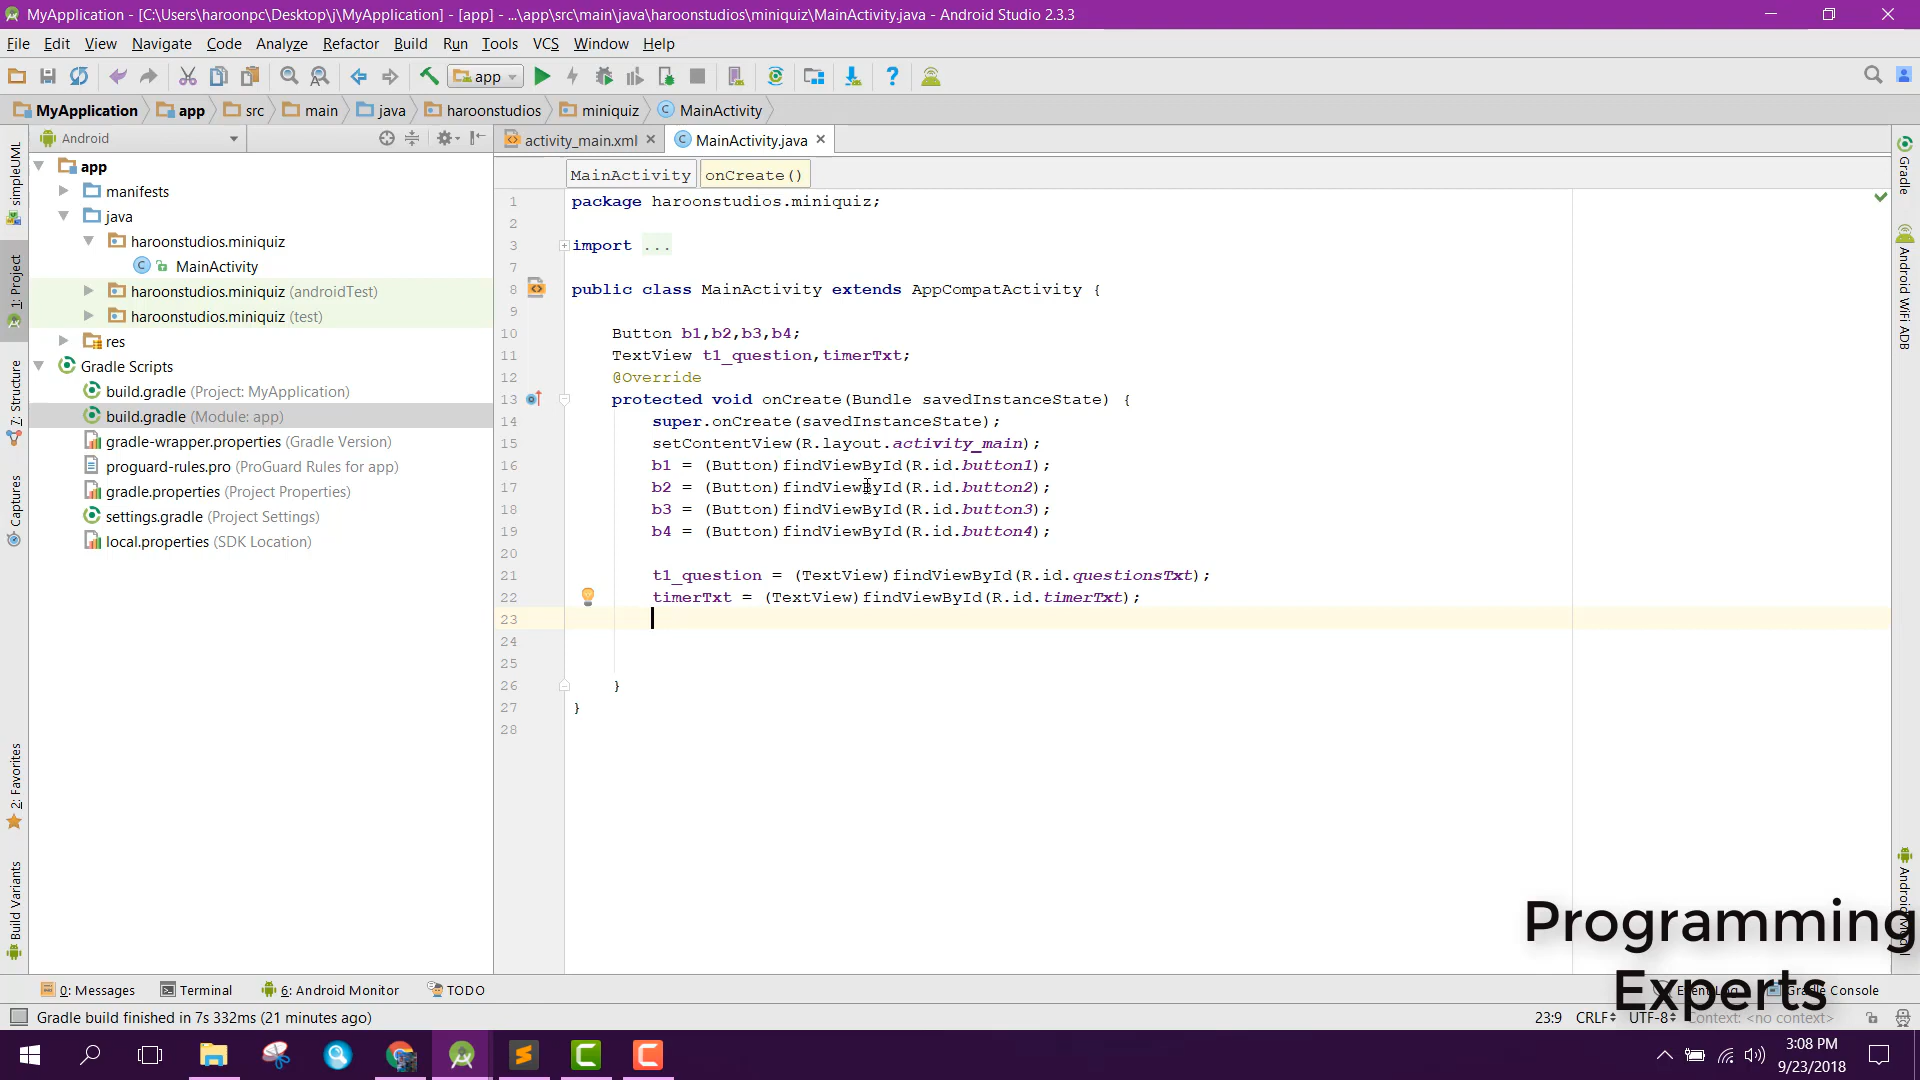 MyApplication - [C:\Users\haroonpc\Desktop\j\MyApplication] - [app] - ...\app\src\main\java\haroonstudios\miniquiz\MainActivity.java - Android Studio 2.3.3
File Edit View Navigate Code Analyze Refactor Build Run Tools VCS Window Help
app
MyApplication app src main java haroonstudios miniquiz MainActivity
Android
activity_main.xml MainActivity.java
MainActivity onCreate()
app
manifests
java
haroonstudios.miniquiz
MainActivity
haroonstudios.miniquiz (androidTest)
haroonstudios.miniquiz (test)
res
Gradle Scripts
build.gradle (Project: MyApplication)
build.gradle (Module: app)
gradle-wrapper.properties (Gradle Version)
proguard-rules.pro (ProGuard Rules for app)
gradle.properties (Project Properties)
settings.gradle (Project Settings)
local.properties (SDK Location)
simpleUML
1: Project
7: Structure
Captures
2: Favorites
Build Variants
1 package haroonstudios.miniquiz;
2
3 import ...
7
8 public class MainActivity extends AppCompatActivity {
9
10 Button b1,b2,b3,b4;
11 TextView t1_question,timerTxt;
12 @Override
13 protected void onCreate(Bundle savedInstanceState) {
14 super.onCreate(savedInstanceState);
15 setContentView(R.layout.activity_main);
16 b1 = (Button)findViewById(R.id.button1);
17 b2 = (Button)findViewById(R.id.button2);
18 b3 = (Button)findViewById(R.id.button3);
19 b4 = (Button)findViewById(R.id.button4);
20
21 t1_question = (TextView)findViewById(R.id.questionsTxt);
22 timerTxt = (TextView)findViewById(R.id.timerTxt);
23
24
25
26 }
27 }
28
Gradle
Android WiFi ADB
Programming
Experts
0: Messages Terminal 6: Android Monitor TODO Gradle Console
Gradle build finished in 7s 332ms (21 minutes ago) 23:9 CRLF UTF-8 Context: <no context>
3:08 PM
9/23/2018